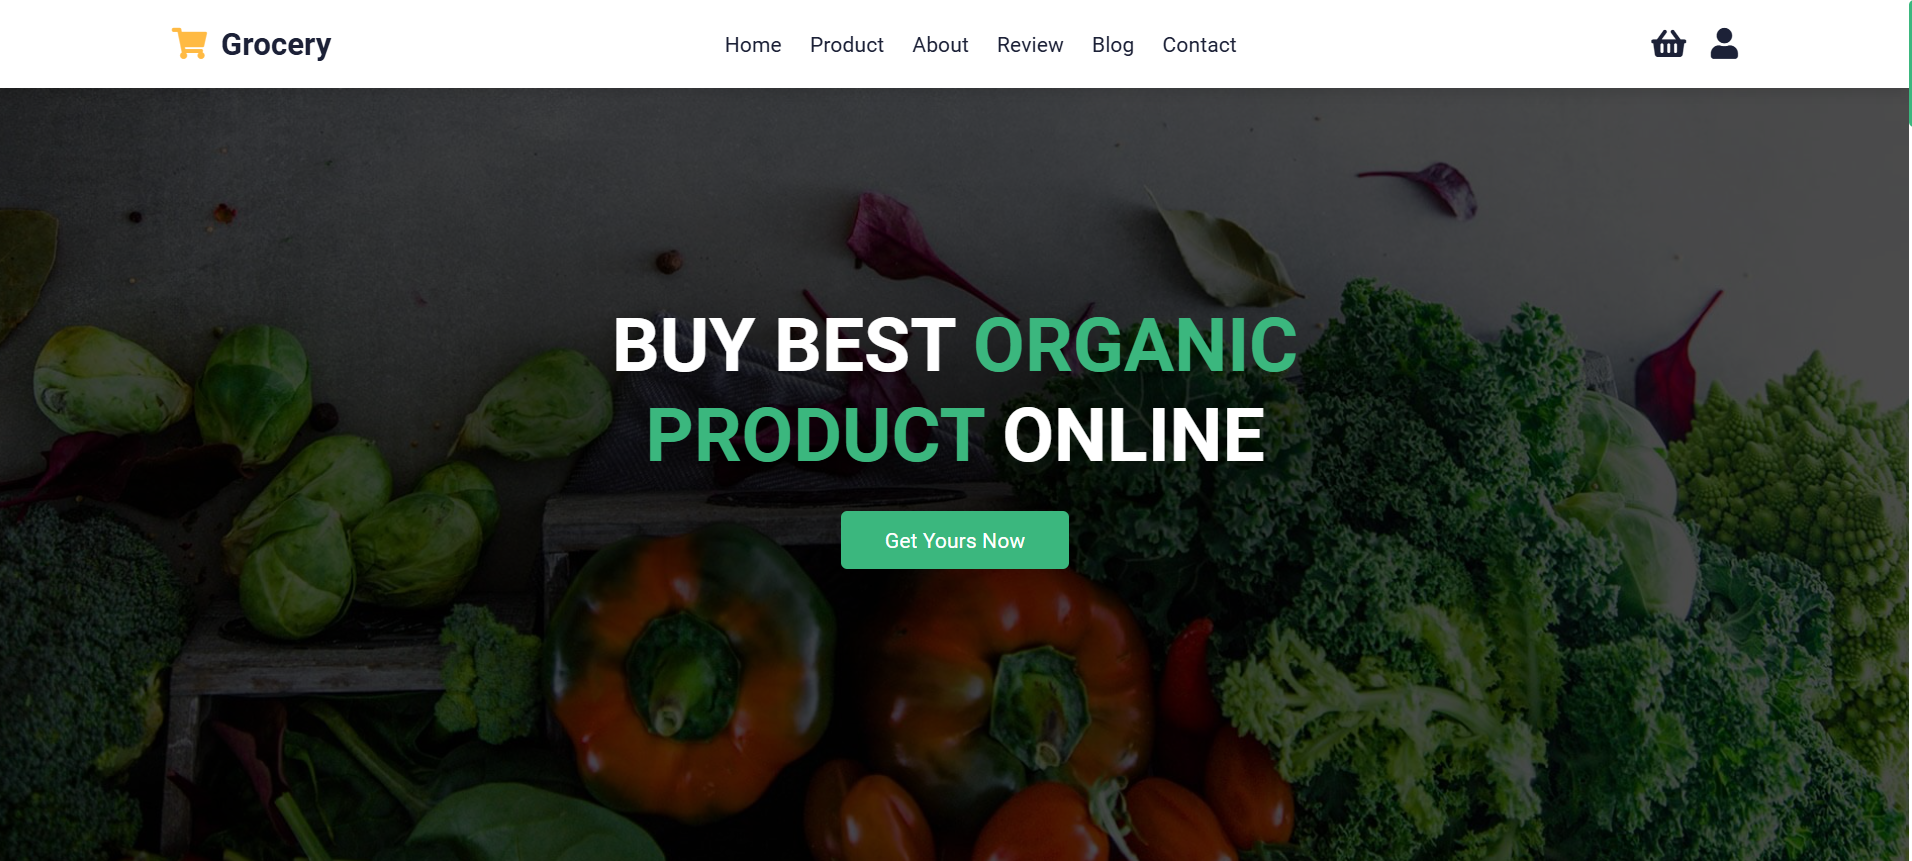 Grocery
Home Product About Review Blog Contact
BUY BEST ORGANIC
PRODUCT ONLINE
Get Yours Now